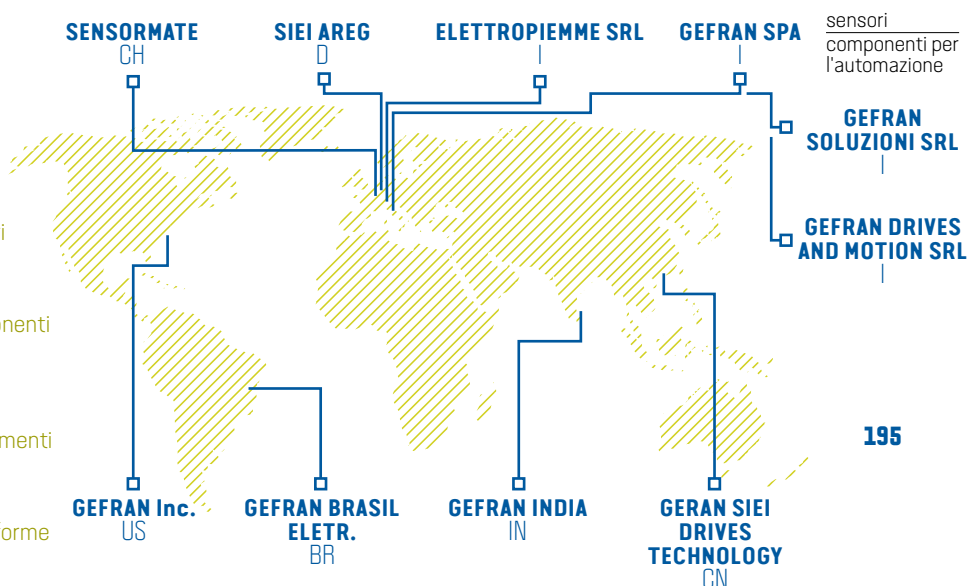 SENSORMATE
CH
SIEI AREG
D
ELETTROPIEMME SRL
I
GEFRAN SPA
I
sensori
componenti per
l'automazione
GEFRAN
SOLUZIONI SRL
I
GEFRAN DRIVES
AND MOTION SRL
I
i
onenti
menti
orme
195
GEFRAN Inc.
US
GEFRAN BRASIL
ELETR.
BR
GEFRAN INDIA
IN
GERAN SIEI
DRIVES
TECHNOLOGY
CN